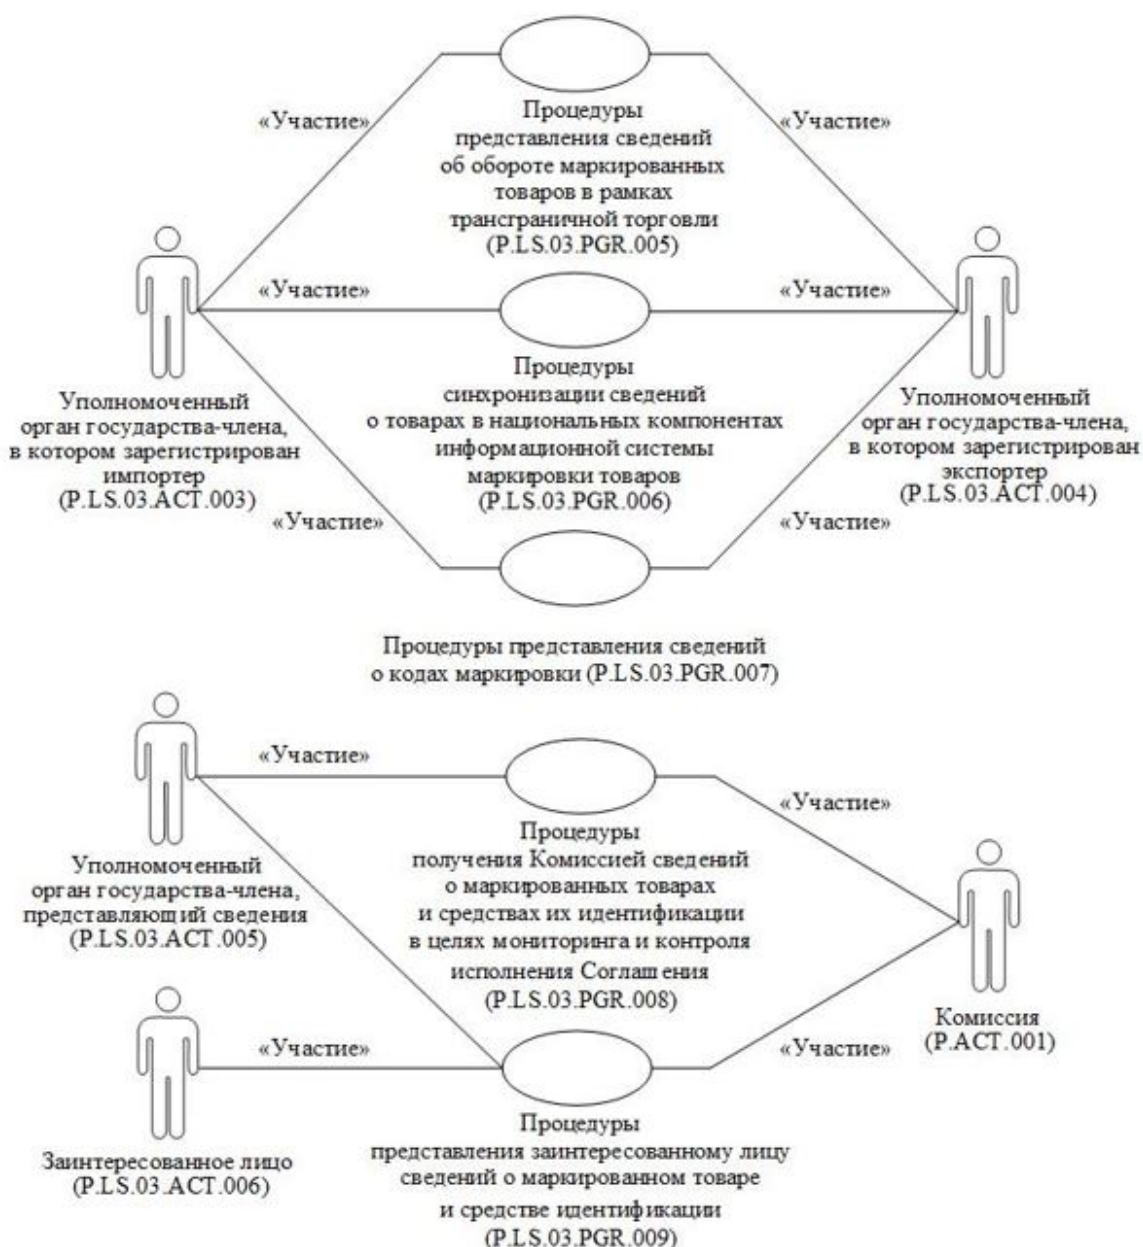 «Участие»
«Участие»
Процедуры
представления сведений
об обороте маркированных
товаров в рамках
трансграничной торговли
(P.LS.03.PGR.005)
«Участие»
«Участие»
Уполномоченный
орган государства-члена,
в котором зарегистрирован
импортер
(P.LS.03.ACT.003)
Процедуры
синхронизации сведений
о товарах в национальных компонентах
информационной системы
маркировки товаров
(P.LS.03.PGR.006)
Уполномоченный
орган государства-члена,
в котором зарегистрирован
экспортер
(P.LS.03.ACT.004)
«Участие»
«Участие»
Процедуры представления сведений
о кодах маркировки (P.LS.03.PGR.007)
«Участие»
«Участие»
Уполномоченный
орган государства-члена,
представляющий сведения
(P.LS.03.ACT.005)
Процедуры
получения Комиссией сведений
о маркированных товарах
и средствах их идентификации
в целях мониторинга и контроля
исполнения Соглашения
(P.LS.03.PGR.008)
Комиссия
(P.ACT.001)
«Участие»
«Участие»
Заинтересованное лицо
(P.LS.03.ACT.006)
Процедуры
представления заинтересованному лицу
сведений о маркированном товаре
и средстве идентификации
(P.LS.03.PGR.009)